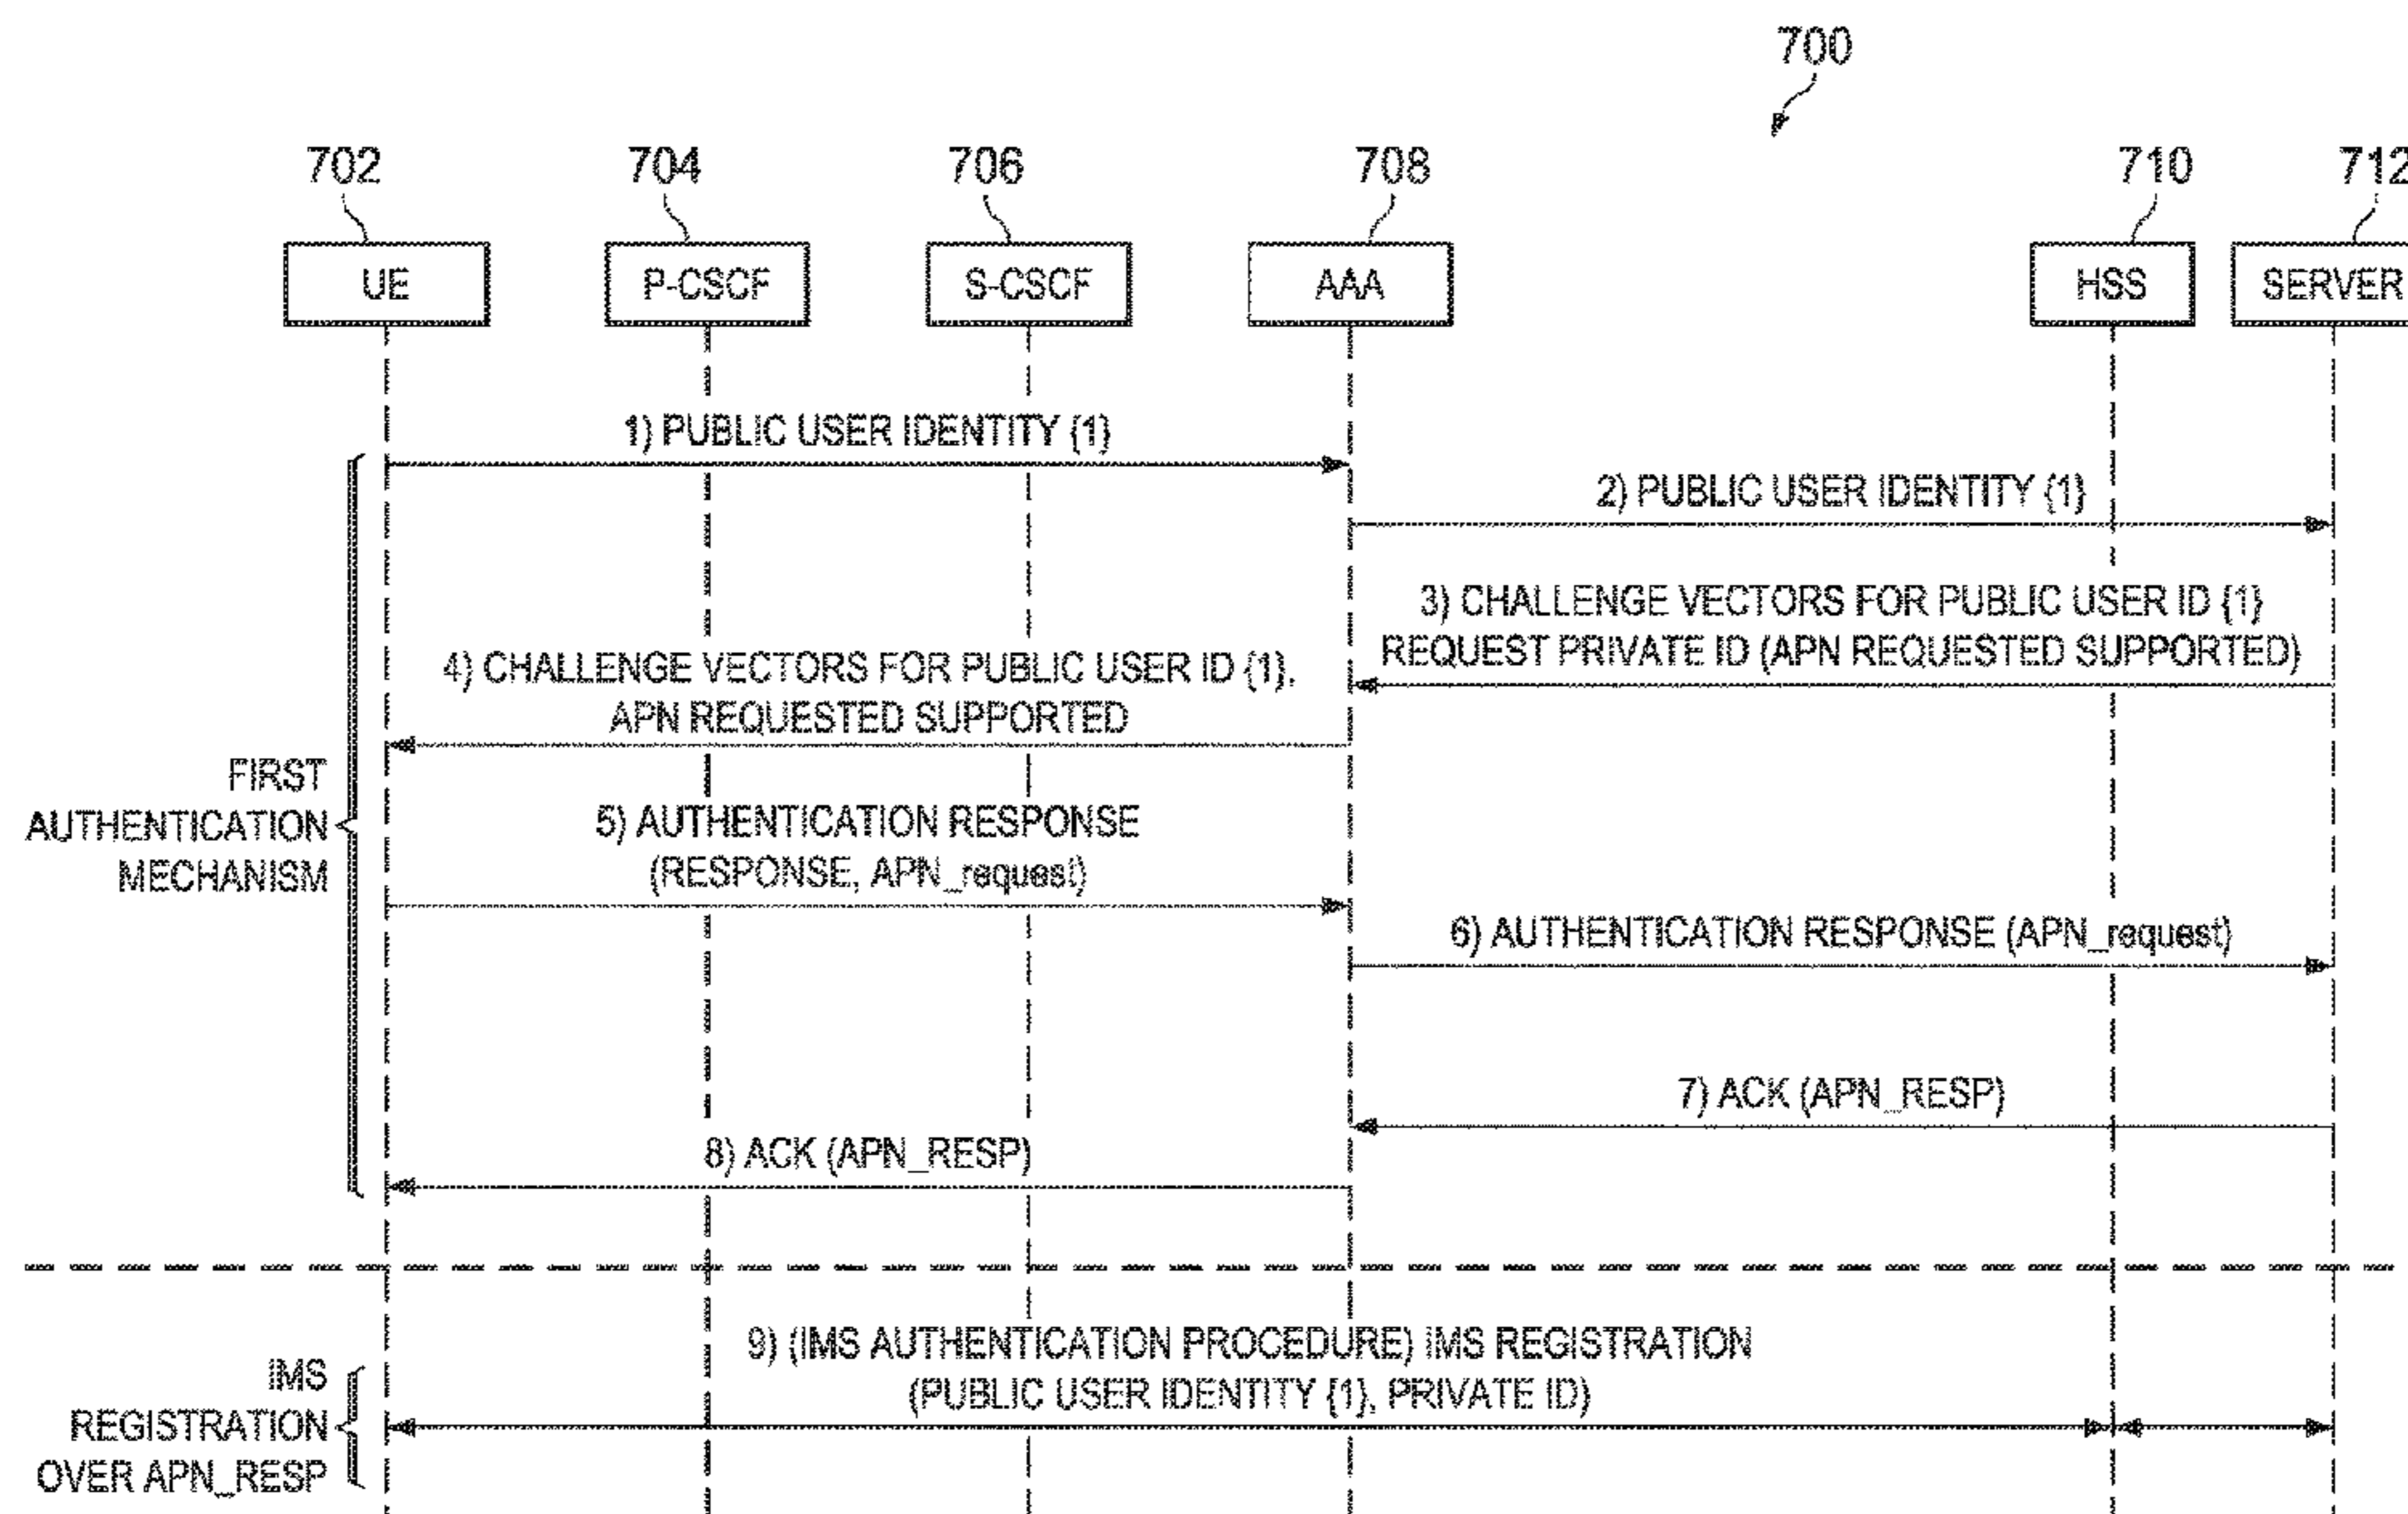 700
702
704
706
708
710
712
UE
P-CSCF
S-CSCF
AAA
HSS
SERVER
1) PUBLIC USER IDENTITY {1}
2) PUBLIC USER IDENTITY {1}
3) CHALLENGE VECTORS FOR PUBLIC USER ID {1}
REQUEST PRIVATE ID (APN REQUESTED SUPPORTED)
4) CHALLENGE VECTORS FOR PUBLIC USER ID {1},
APN REQUESTED SUPPORTED
FIRST
AUTHENTICATION
MECHANISM
5) AUTHENTICATION RESPONSE
(RESPONSE, APN_request)
6) AUTHENTICATION RESPONSE (APN_request)
7) ACK (APN_RESP)
8) ACK (APN_RESP)
9) (IMS AUTHENTICATION PROCEDURE) IMS REGISTRATION
(PUBLIC USER IDENTITY {1}, PRIVATE ID)
IMS
REGISTRATION
OVER APN_RESP